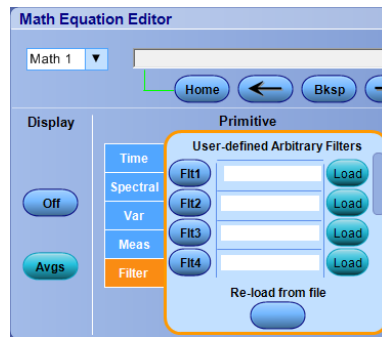 Math Equation Editor
Math 1
Home Bksp
Display Primitive
User-defined Arbitrary Filters
Time Flt1 Load
Spectral Flt2 Load
Off Var Flt3 Load
Meas
Avgs Filter Flt4 Load
Re-load from file